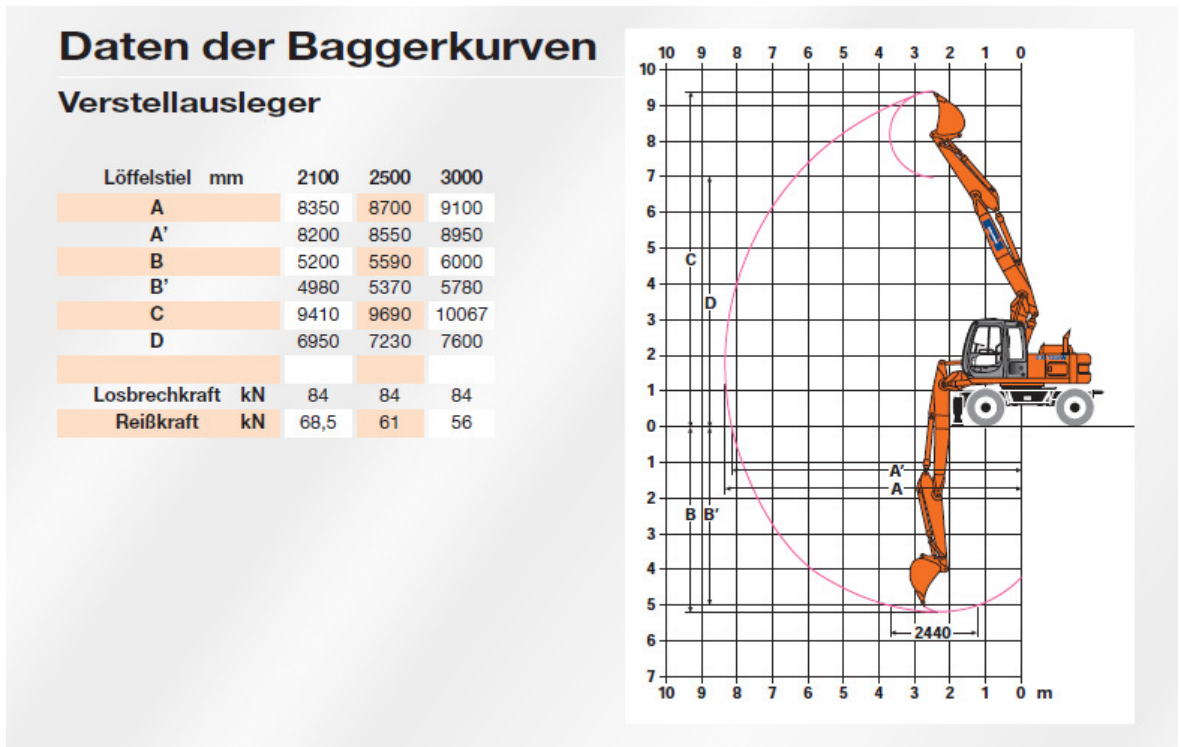 Daten der Baggerkurven
Verstellausleger
Löffelstiel mm 2100 2500 3000
A 8350 8700 9100
A’ 8200 8550 8950
B 5200 5590 6000
B’ 4980 5370 5780
C 9410 9690 10067
D 6950 7230 7600
Losbrechkraft kN 84 84 84
Reißkraft kN 68,5 61 56
10 9 8 7 6 5 4 3 2 1 0
10
9
8
7
6
5
C
4
D
3
2
1
0
1
A’
A
2
B B’
3
4
5
2440
6
7
10 9 8 7 6 5 4 3 2 1 0 m